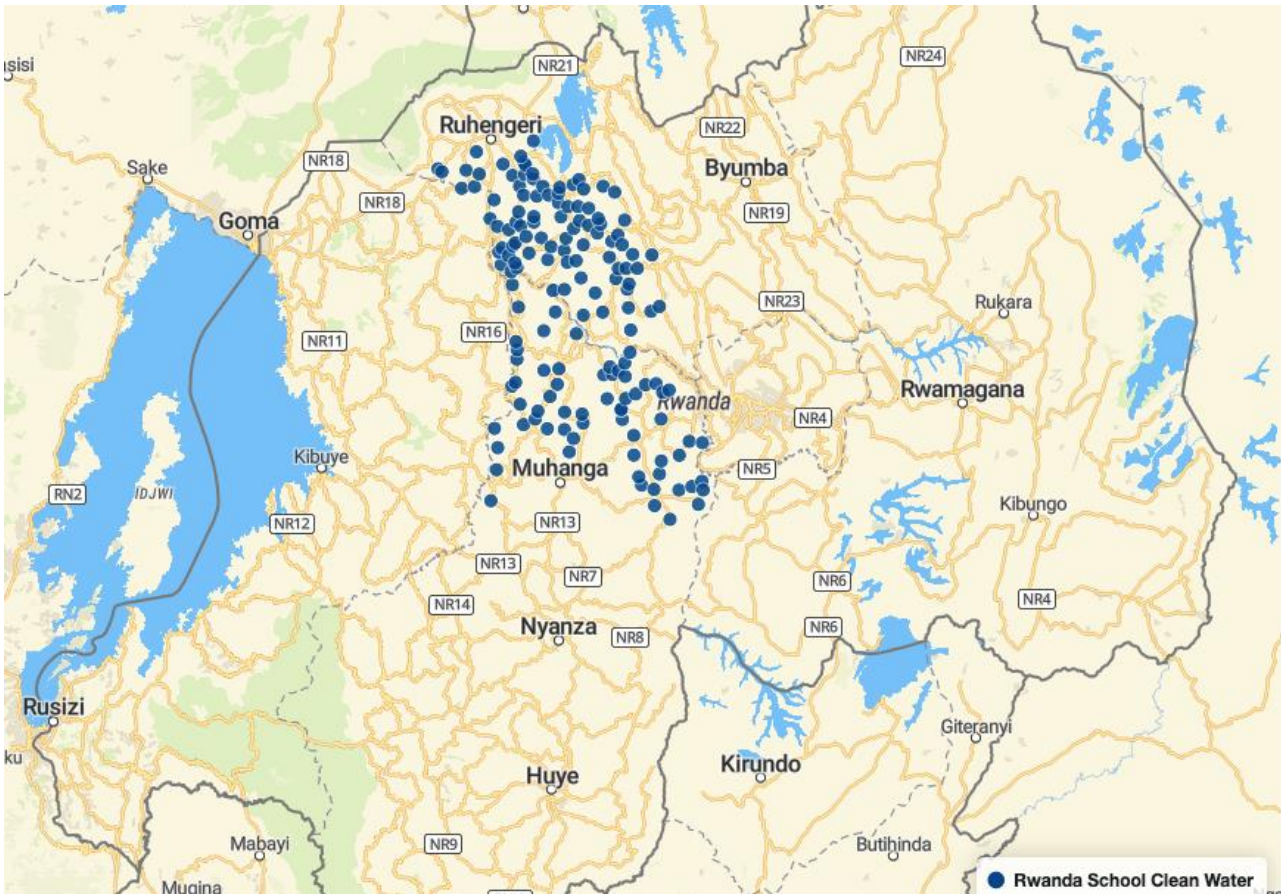 NR24
NR21
sisi
Ruhengeri
NR22
Byumba
NR18
Sake
NR18
NR19
Goma
NR23
Rukara
NR16
NR11
Rwamagana
Rwanda
NR4
Kibuye
Muhanga
NR5
RN2
IDJWI
Kibungo
NR12
NR13
NR13
NR7
NR6
NR14
NR4
Nyanza
NR8
NR6
Rusizi
Giteranyi
ku
Kirundo
Huye
Mabayi
NR9
Butihinda
Mugina
Rwanda School Clean Water